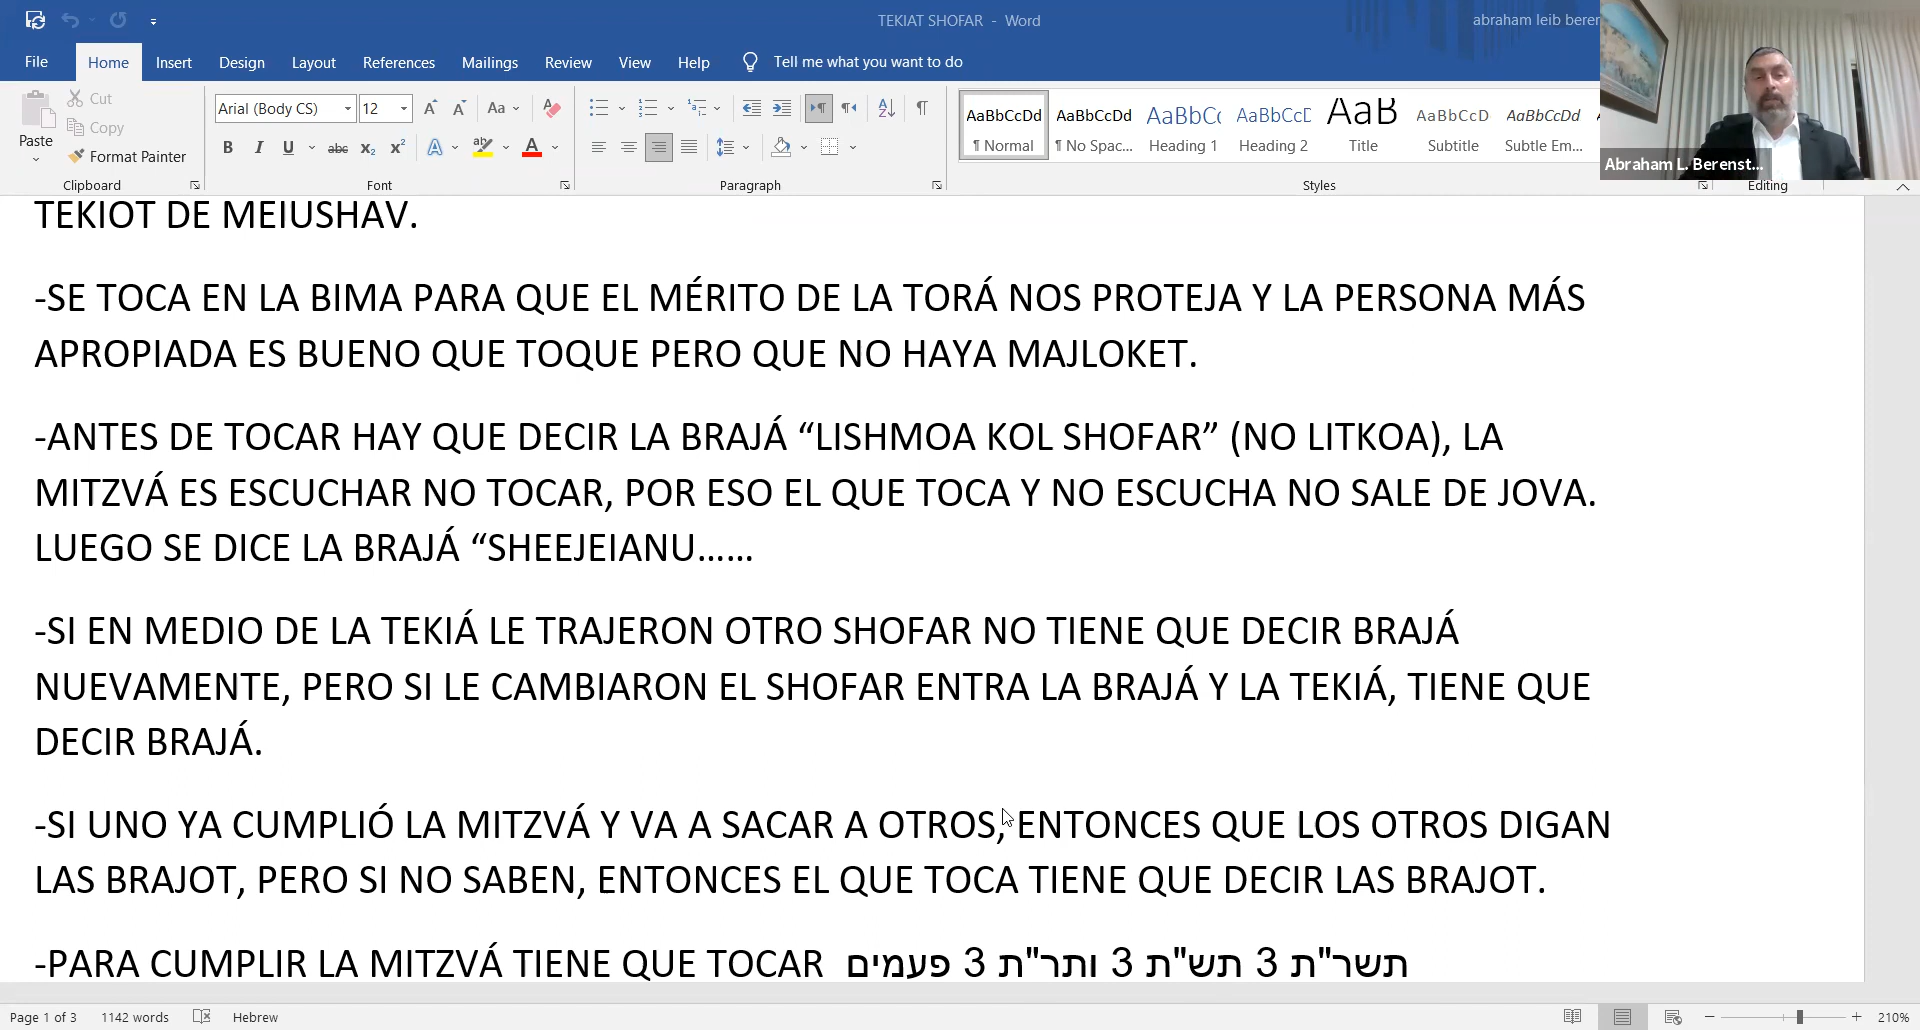 TEKIAT SHOFAR - Word
abraham leib berer
File Home Insert Design Layout References Mailings Review View Help Tell me what you want to do
Cut
Copy
Paste
Format Painter
Clipboard
Arial (Body CS) 12
Font
Paragraph
AaBbCcDd AaBbCcDd AaBbCc AaBbCcD AaB AaBbCcD AaBbCcDd
¶ Normal ¶ No Spac... Heading 1 Heading 2 Title Subtitle Subtle Em...
Styles
Editing
Abraham L. Berenst...
TEKIOT DE MEIUSHAV.
-SE TOCA EN LA BIMA PARA QUE EL MÉRITO DE LA TORÁ NOS PROTEJA Y LA PERSONA MÁS
APROPIADA ES BUENO QUE TOQUE PERO QUE NO HAYA MAJLOKET.
-ANTES DE TOCAR HAY QUE DECIR LA BRAJÁ “LISHMOA KOL SHOFAR” (NO LITKOA), LA
MITZVÁ ES ESCUCHAR NO TOCAR, POR ESO EL QUE TOCA Y NO ESCUCHA NO SALE DE JOVA.
LUEGO SE DICE LA BRAJÁ “SHEEJEIANU……
-SI EN MEDIO DE LA TEKIÁ LE TRAJERON OTRO SHOFAR NO TIENE QUE DECIR BRAJÁ
NUEVAMENTE, PERO SI LE CAMBIARON EL SHOFAR ENTRA LA BRAJÁ Y LA TEKIÁ, TIENE QUE
DECIR BRAJÁ.
-SI UNO YA CUMPLIÓ LA MITZVÁ Y VA A SACAR A OTROS, ENTONCES QUE LOS OTROS DIGAN
LAS BRAJOT, PERO SI NO SABEN, ENTONCES EL QUE TOCA TIENE QUE DECIR LAS BRAJOT.
-PARA CUMPLIR LA MITZVÁ TIENE QUE TOCAR תשר"ת 3 תש"ת 3 ותר"ת 3 פעמים
Page 1 of 3 1142 words Hebrew 210%